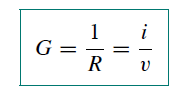 G = 1/R = i/v